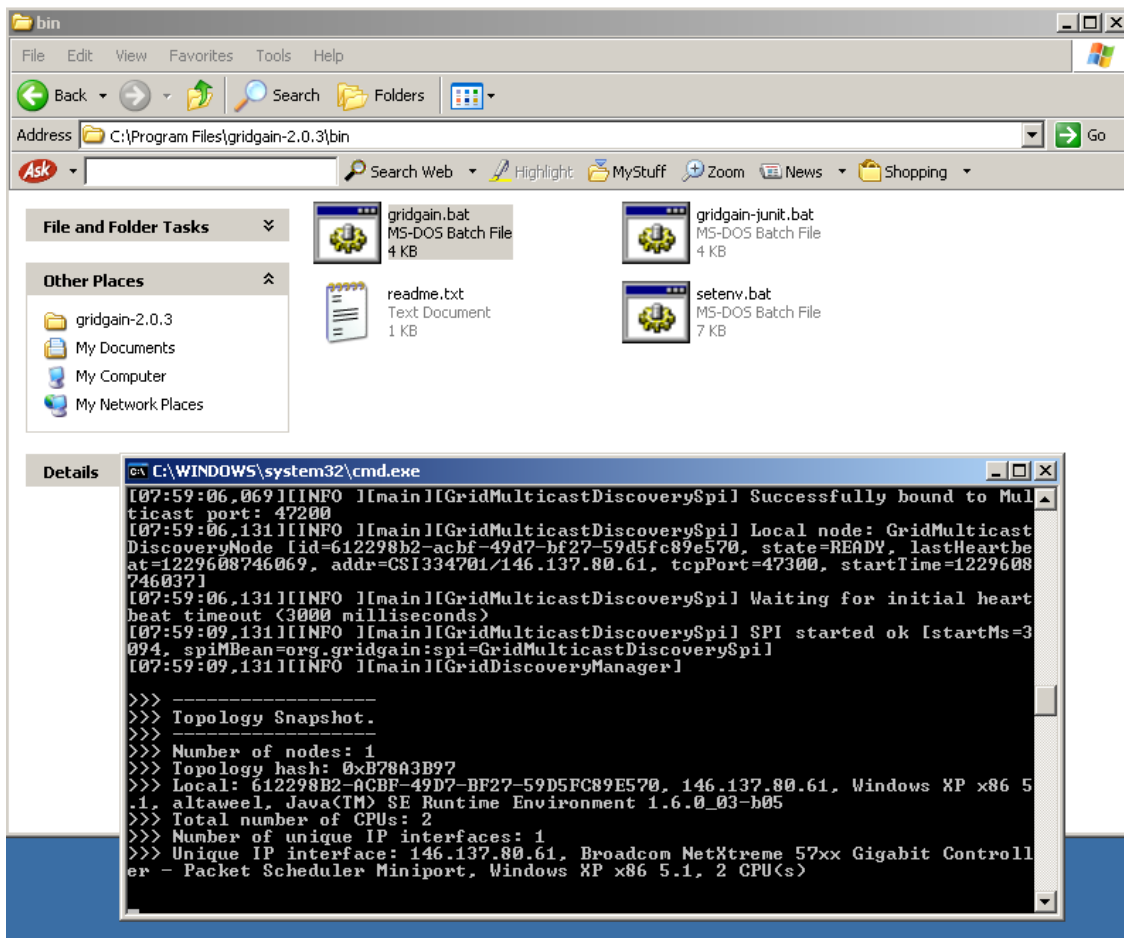 bin
File Edit View Favorites Tools Help
Back Search Folders
Address C:\Program Files\gridgain-2.0.3\bin Go
Ask Search Web Highlight MyStuff Zoom News Shopping
File and Folder Tasks
Other Places
gridgain-2.0.3
My Documents
My Computer
My Network Places
Details
gridgain.bat
MS-DOS Batch File
4 KB
gridgain-junit.bat
MS-DOS Batch File
4 KB
readme.txt
Text Document
1 KB
setenv.bat
MS-DOS Batch File
7 KB
C:\WINDOWS\system32\cmd.exe
[07:59:06,069][INFO ][main][GridMulticastDiscoverySpi] Successfully bound to Mul
ticast port: 47200
[07:59:06,131][INFO ][main][GridMulticastDiscoverySpi] Local node: GridMulticast
DiscoveryNode [id=612298b2-acbf-49d7-bf27-59d5fc89e570, state=READY, lastHeartbe
at=1229608746069, addr=CSI334701/146.137.80.61, tcpPort=47300, startTime=1229608
746037]
[07:59:06,131][INFO ][main][GridMulticastDiscoverySpi] Waiting for initial heart
beat timeout (3000 milliseconds)
[07:59:09,131][INFO ][main][GridMulticastDiscoverySpi] SPI started ok [startMs=3
094, spiMBean=org.gridgain:spi=GridMulticastDiscoverySpi]
[07:59:09,131][INFO ][main][GridDiscoveryManager]
>>> -------------------
>>> Topology Snapshot.
>>> -------------------
>>> Number of nodes: 1
>>> Topology hash: 0xB78A3B97
>>> Local: 612298B2-ACBF-49D7-BF27-59D5FC89E570, 146.137.80.61, Windows XP x86 5
.1, altaweel, Java(TM) SE Runtime Environment 1.6.0_03-b05
>>> Total number of CPUs: 2
>>> Number of unique IP interfaces: 1
>>> Unique IP interface: 146.137.80.61, Broadcom NetXtreme 57xx Gigabit Controll
er - Packet Scheduler Miniport, Windows XP x86 5.1, 2 CPU(s)